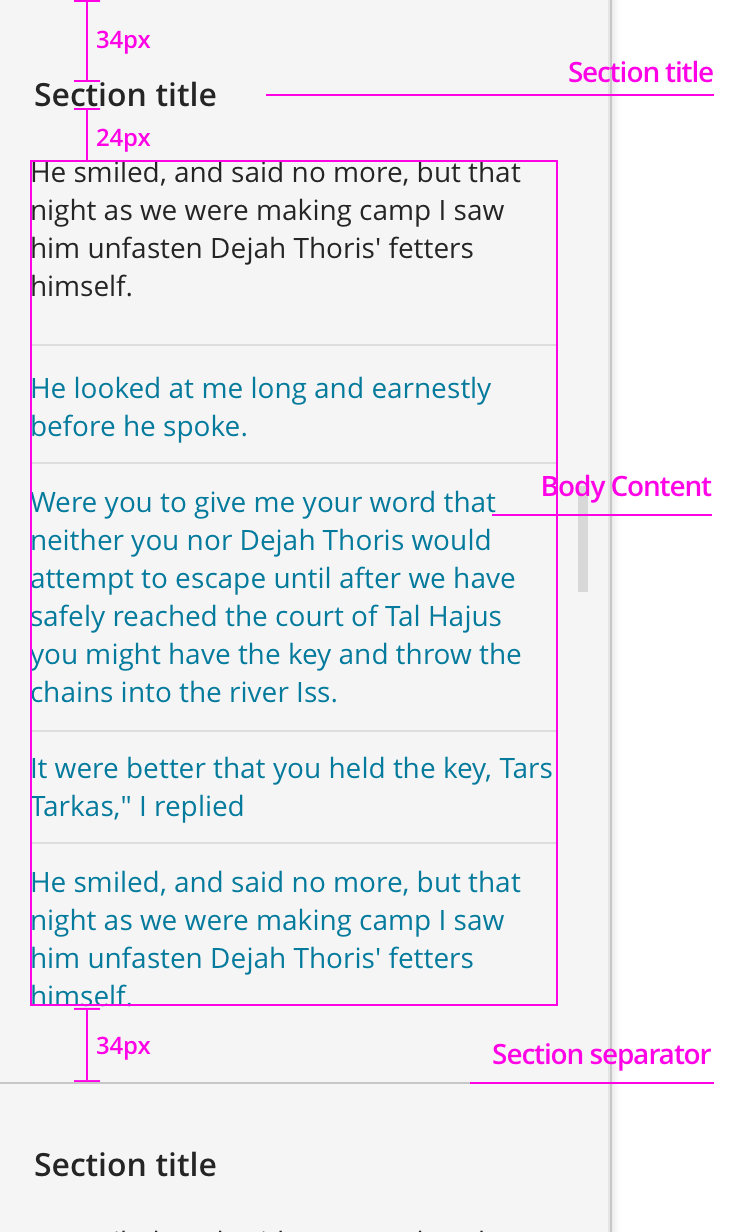 34px
Section title
Section title
24px
He smiled, and said no more, but that
night as we were making camp I saw
him unfasten Dejah Thoris' fetters
himself.
He looked at me long and earnestly
before he spoke.
Body Content
Were you to give me your word that
neither you nor Dejah Thoris would
attempt to escape until after we have
safely reached the court of Tal Hajus
you might have the key and throw the
chains into the river Iss.
It were better that you held the key, Tars
Tarkas," I replied
He smiled, and said no more, but that
night as we were making camp I saw
him unfasten Dejah Thoris' fetters
himself.
34px
Section separator
Section title